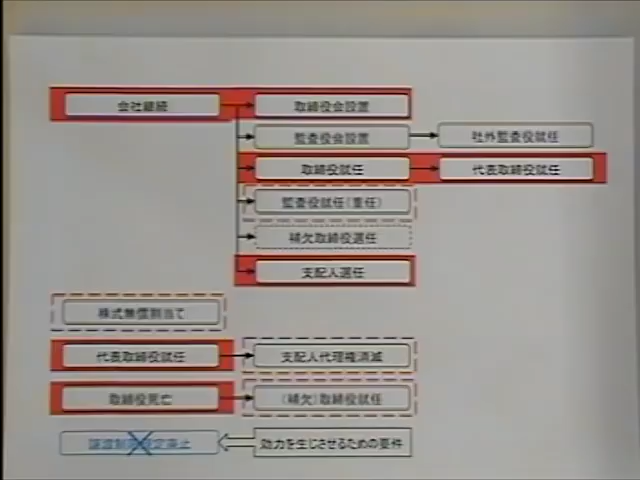 会社継続
取締役会設置
監査役会設置
社外監査役就任
取締役就任
代表取締役就任
監査役就任(重任)
補欠取締役選任
支配人選任
株式無償割当て
代表取締役就任
支配人代理権消滅
取締役死亡
(補欠)取締役就任
譲渡制限規定廃止
効力を生じさせるための要件